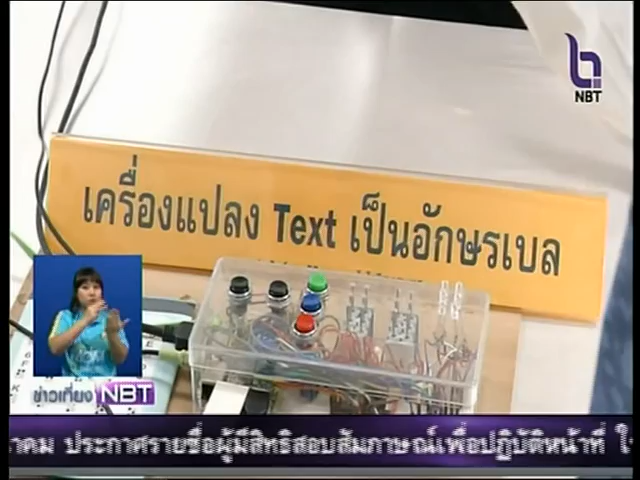 NBT
เครื่องแปลง Text เป็นอักษรเบล
ข่าวเที่ยง NBT
าคม ประกาศรายชื่อผู้มีสิทธิสอบสัมภาษณ์เพื่อปฏิบัติหน้าที่ ใ